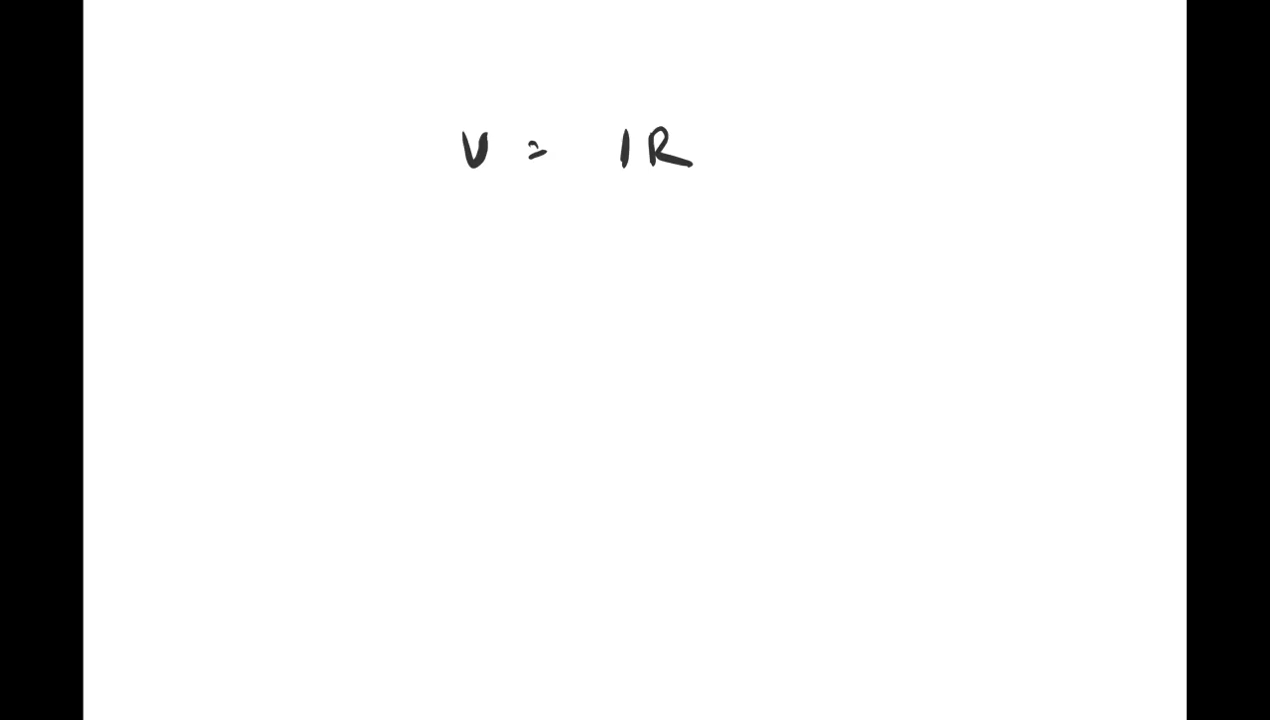 V = IR